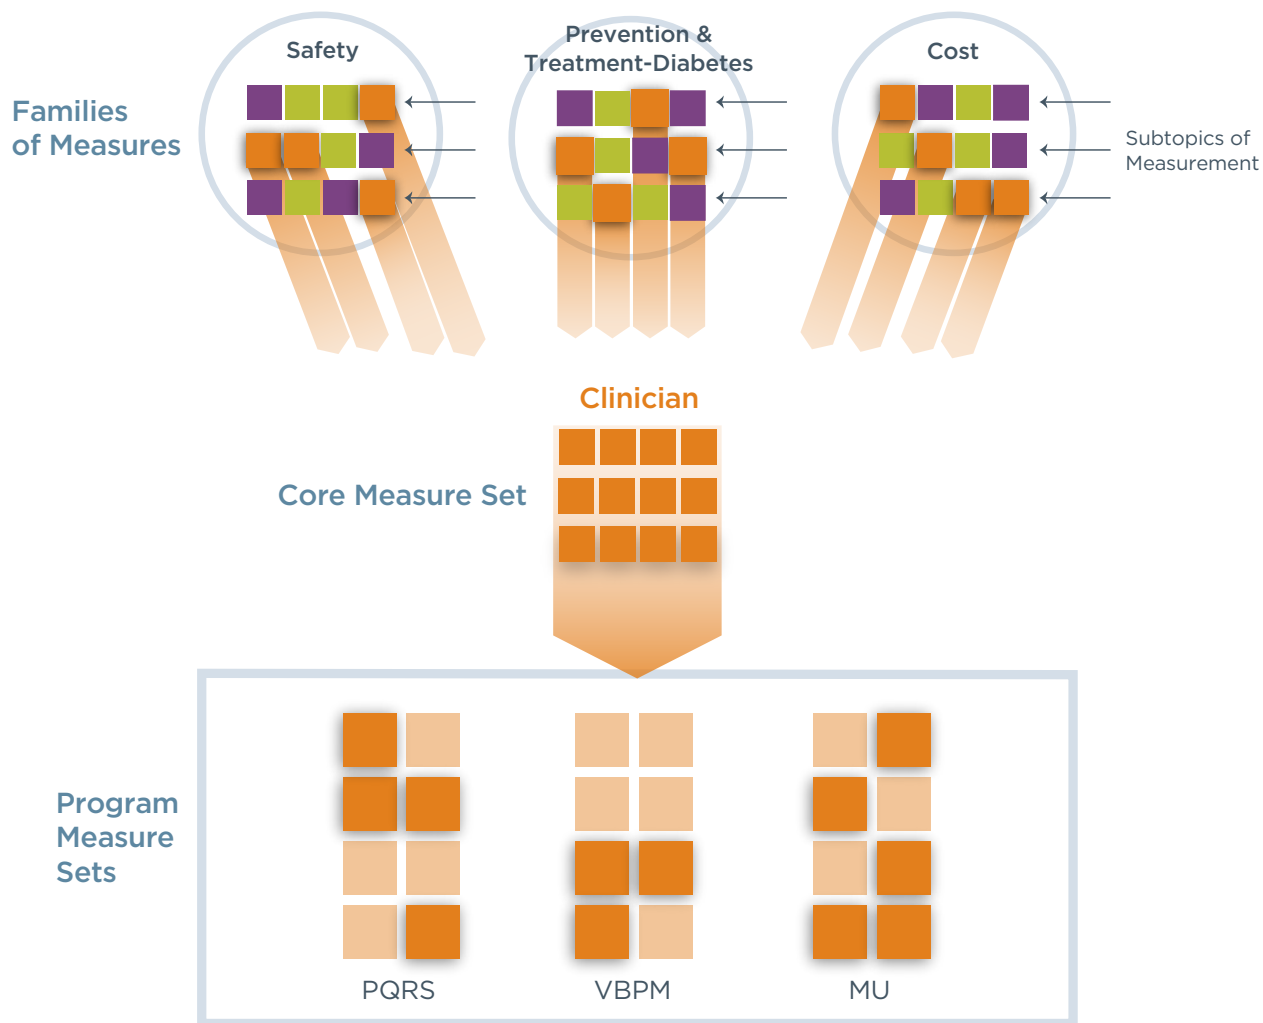 Safety
Prevention &
Treatment-Diabetes
Cost
Families
of Measures
Subtopics of
Measurement
Clinician
Core Measure Set
Program
Measure
Sets
PQRS
VBPM
MU